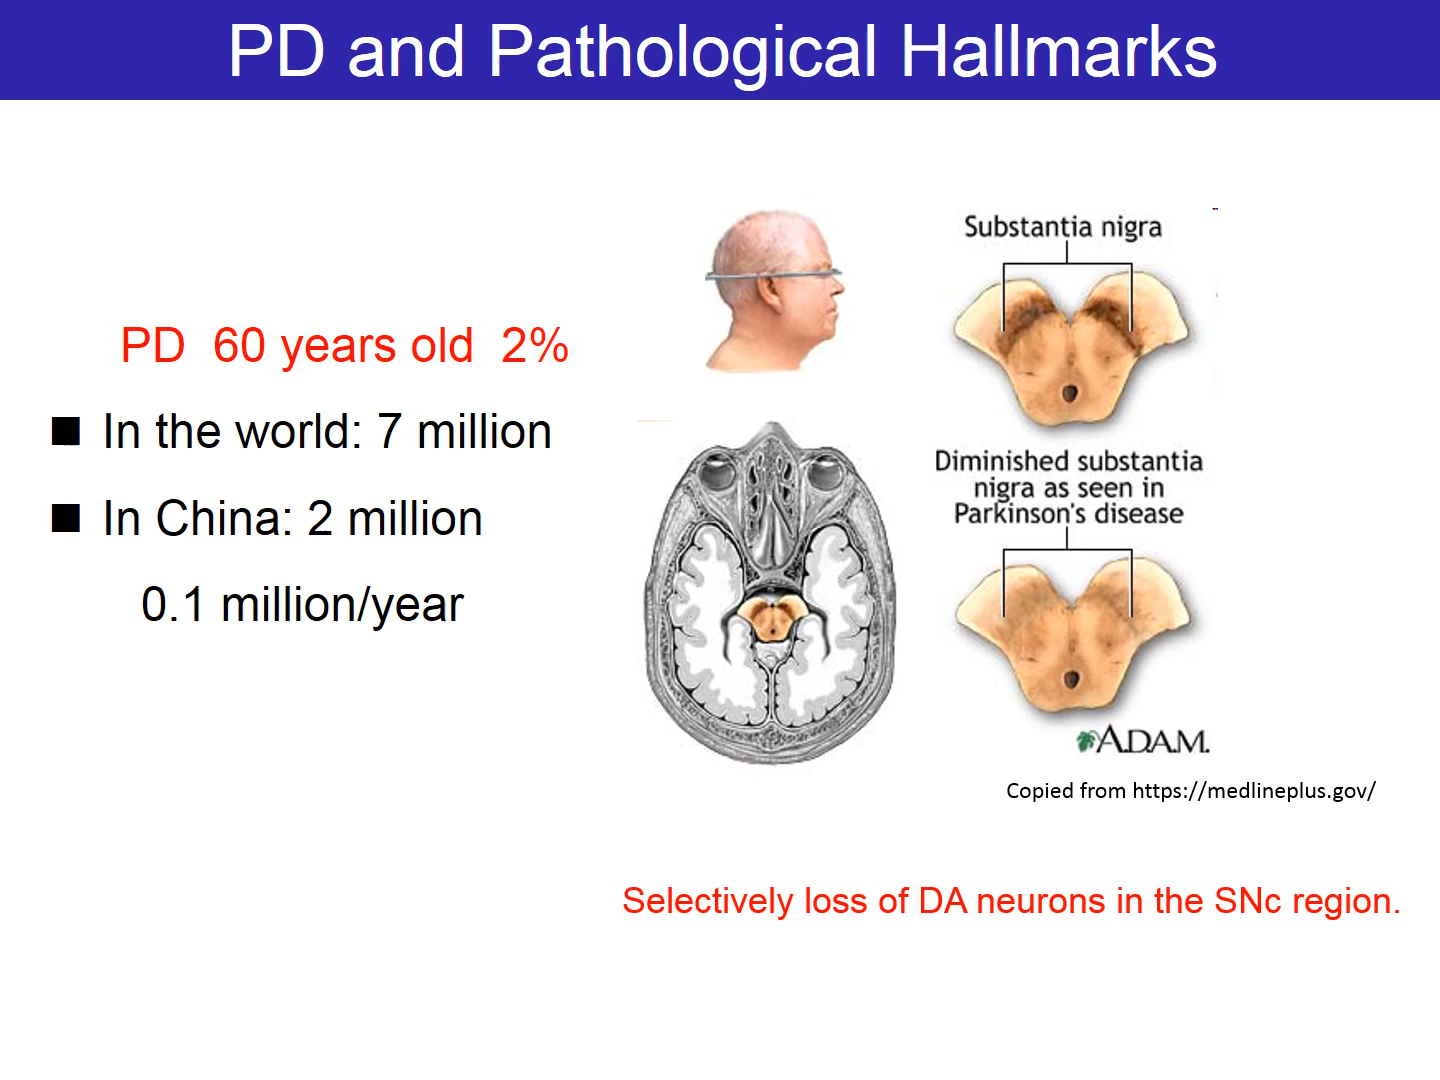 PD and Pathological Hallmarks
PD 60 years old 2%
In the world: 7 million
In China: 2 million
0.1 million/year
Substantia nigra
Diminished substantia
nigra as seen in
Parkinson's disease
A.D.A.M.
Copied from https://medlineplus.gov/
Selectively loss of DA neurons in the SNc region.